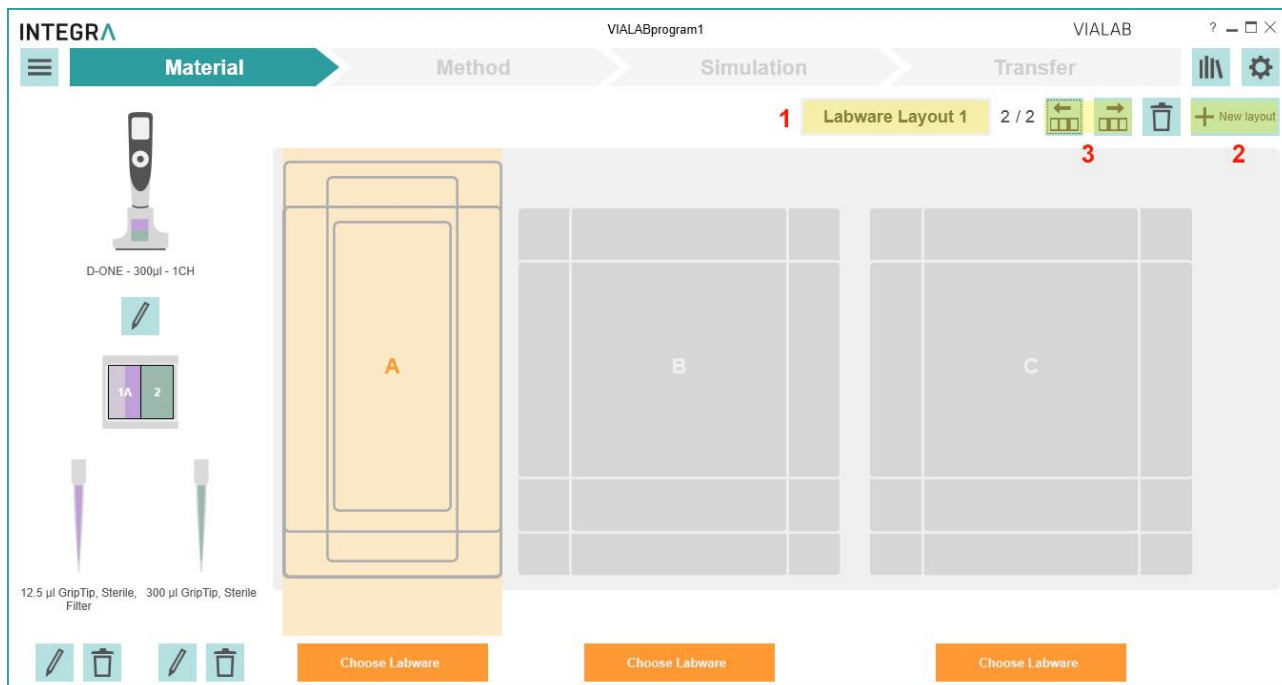 INTEGRA
VIALABprogram1
VIALAB
?
Material
Method
Simulation
Transfer
1
Labware Layout 1
2 / 2
New layout
3
2
D-ONE - 300µl - 1CH
A
B
C
1A
2
12.5 µl GripTip, Sterile,
Filter
300 µl GripTip, Sterile
Choose Labware
Choose Labware
Choose Labware